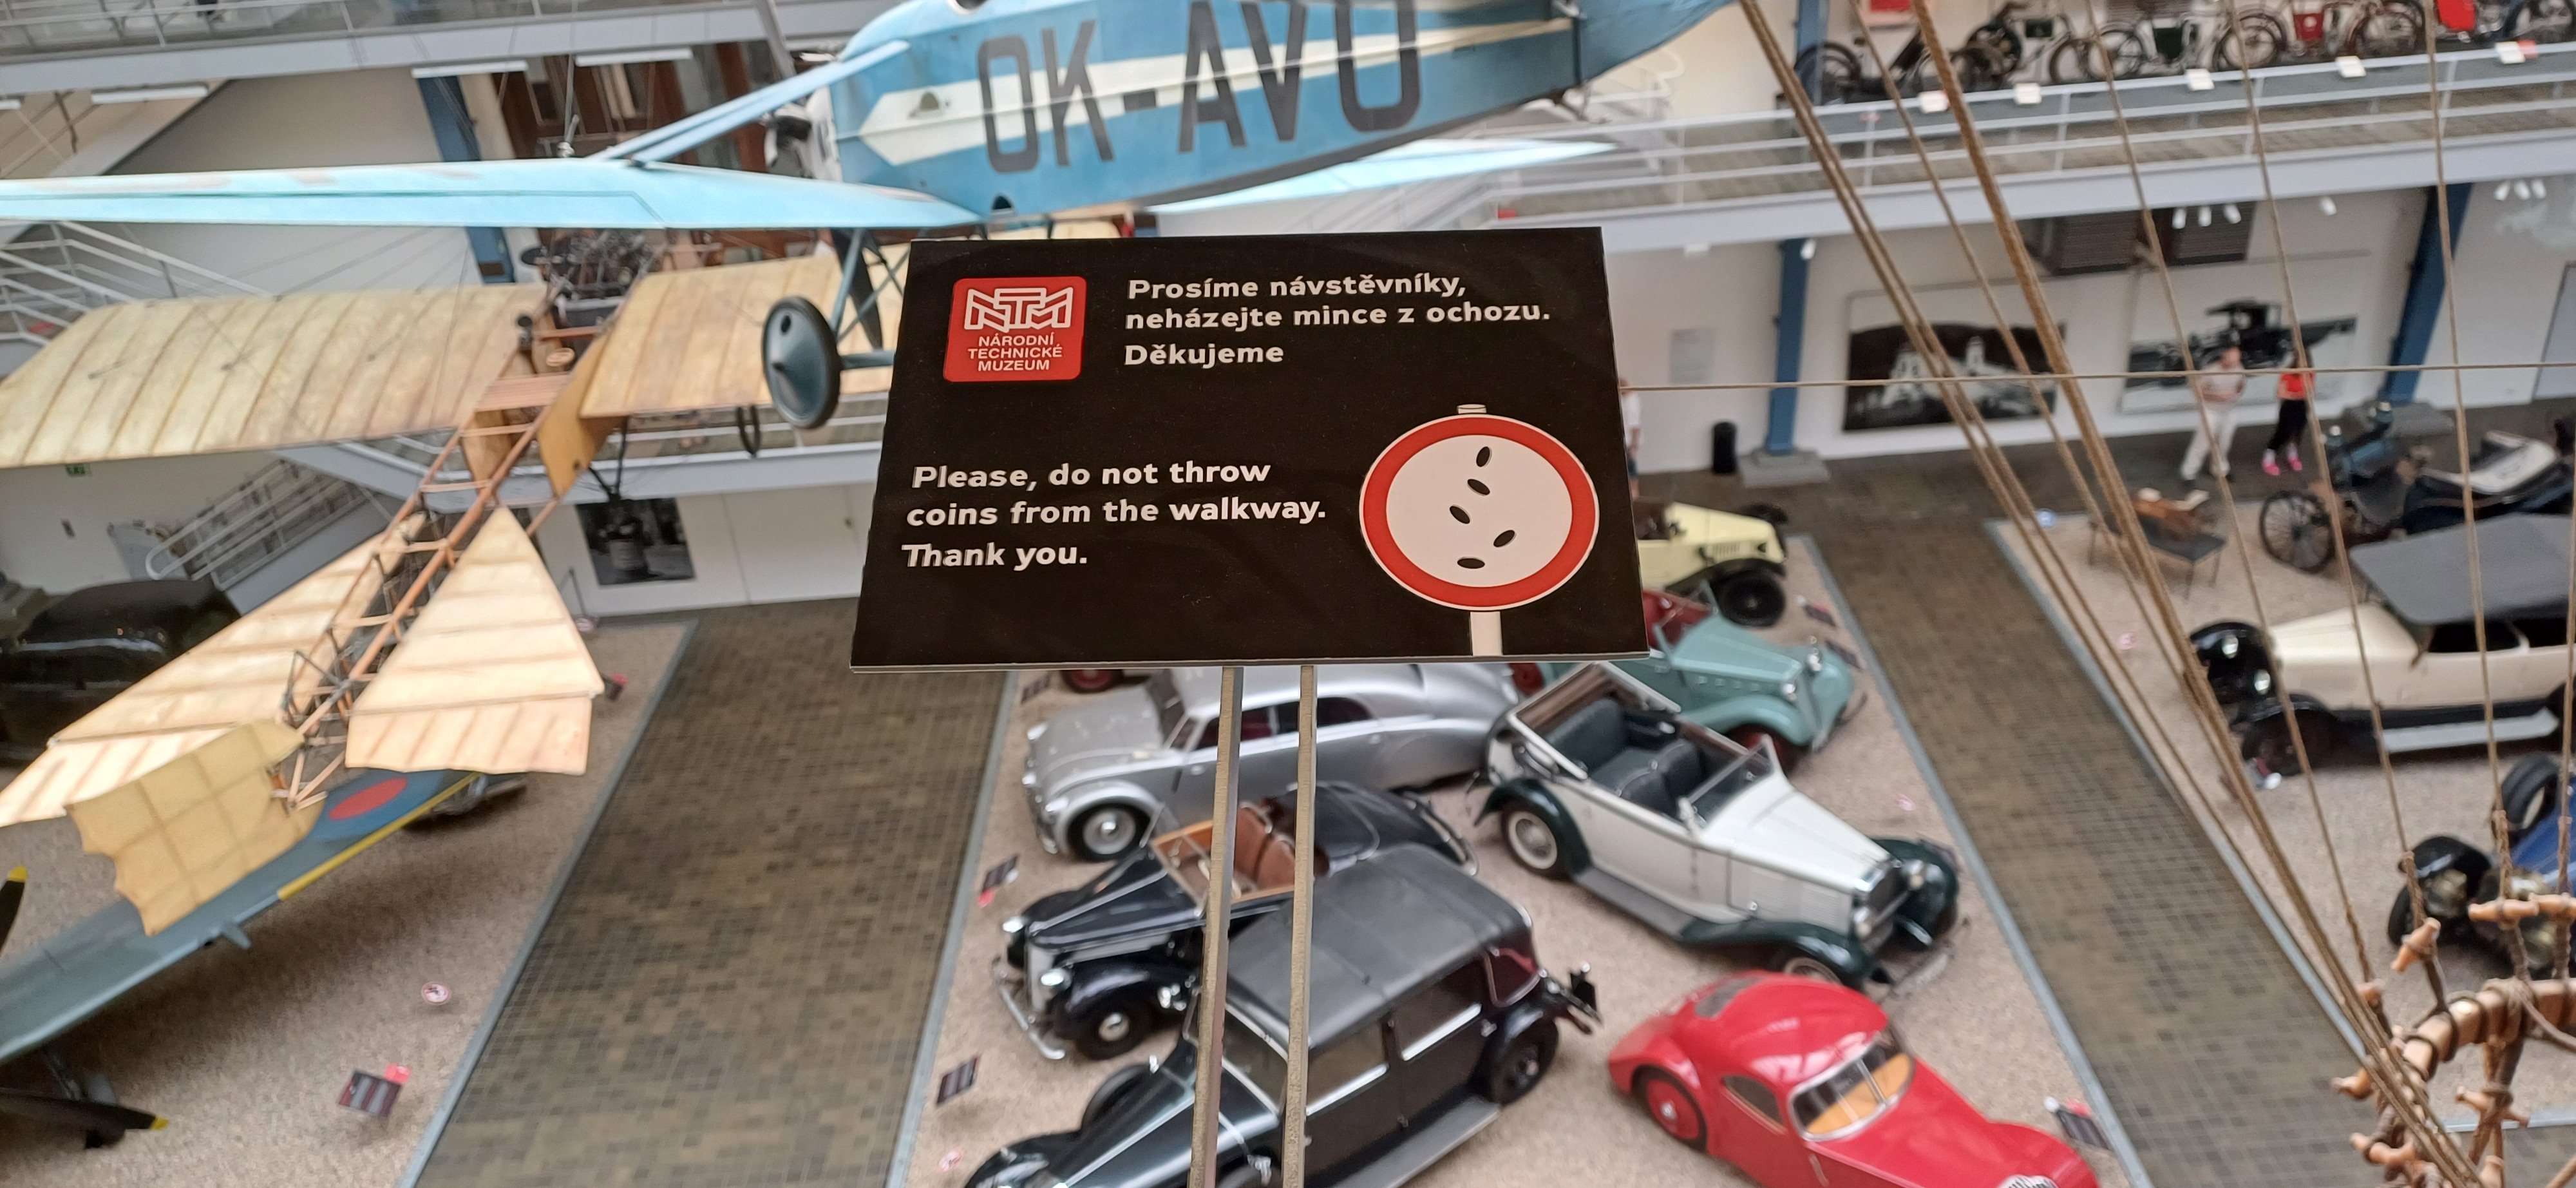 OK-AVO
NTM
NÁRODNÍ
TECHNICKÉ
MUZEUM
Prosíme návstěvníky,
neházejte mince z ochozu.
Děkujeme
Please, do not throw
coins from the walkway.
Thank you.